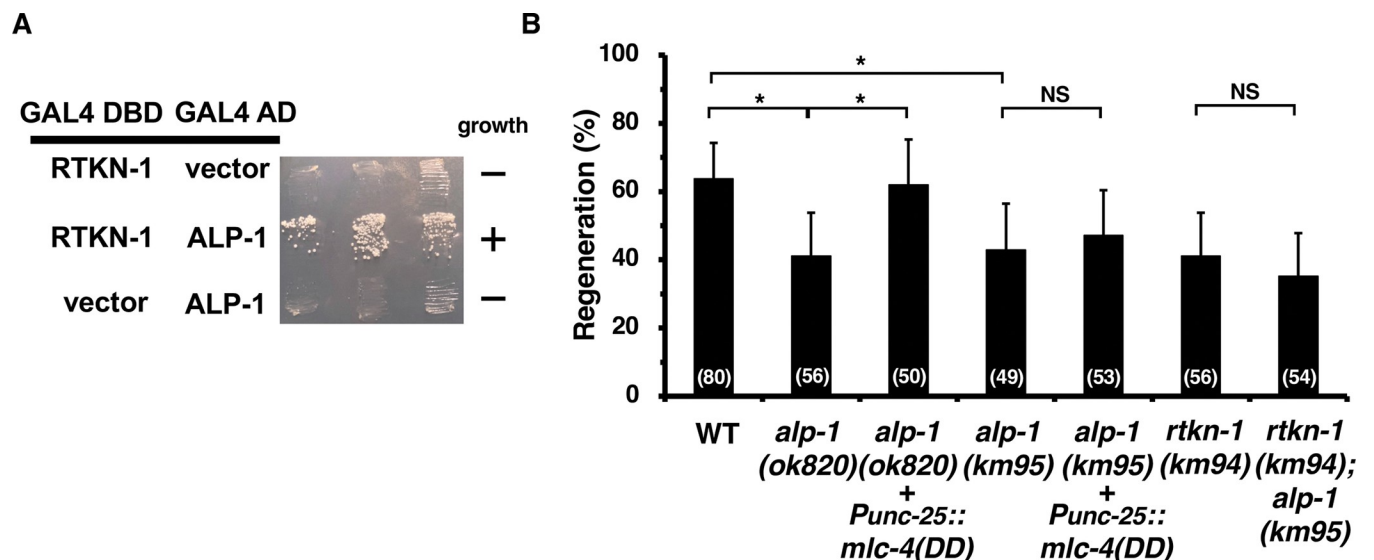 A
GAL4 DBD GAL4 AD
growth
RTKN-1 vector −
RTKN-1 ALP-1 +
vector ALP-1 −
B
Regeneration (%)
100
80
60
40
20
0
*
* *
NS
NS
(80) (56) (50) (49) (53) (56) (54)
WT alp-1 alp-1 alp-1 alp-1 rtkn-1 rtkn-1
(ok820) (ok820) (km95) (km95) (km94) (km94);
+ + alp-1
Punc-25:: Punc-25:: (km95)
mlc-4(DD) mlc-4(DD)